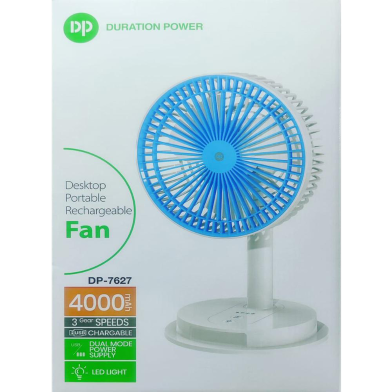 DP DURATION POWER
Desktop
Portable
Rechargeable
Fan
DP-7627
4000mAh
3 Gear SPEEDS
CHARGABLE
DUAL MODE
POWER
SUPPLY
LED LIGHT